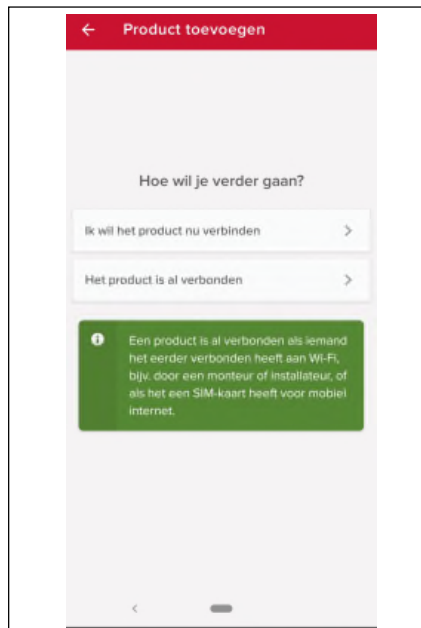 Product toevoegen
Hoe wil je verder gaan?
Ik wil het product nu verbinden
Het product is al verbonden
Een product is al verbonden als iemand
het eerder verbonden heeft aan Wi-Fi,
bijv. door een monteur of installateur, of
als het een SIM-kaart heeft voor mobiel
internet.